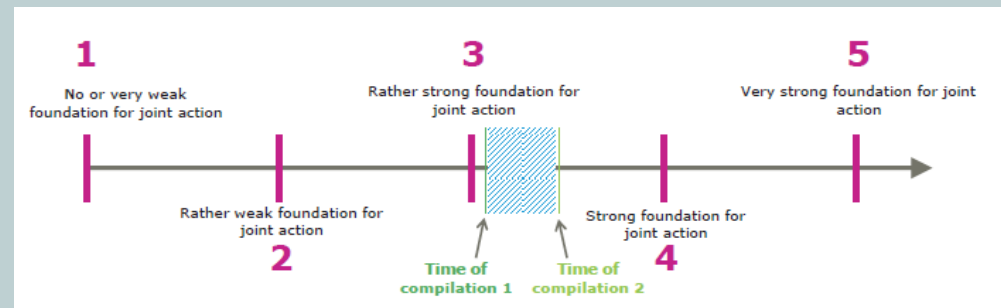 1
No or very weak
foundation for joint action
3
Rather strong foundation for
joint action
5
Very strong foundation for joint
action
Rather weak foundation for
joint action
2
Strong foundation for
joint action
4
Time of
compilation 1
Time of
compilation 2